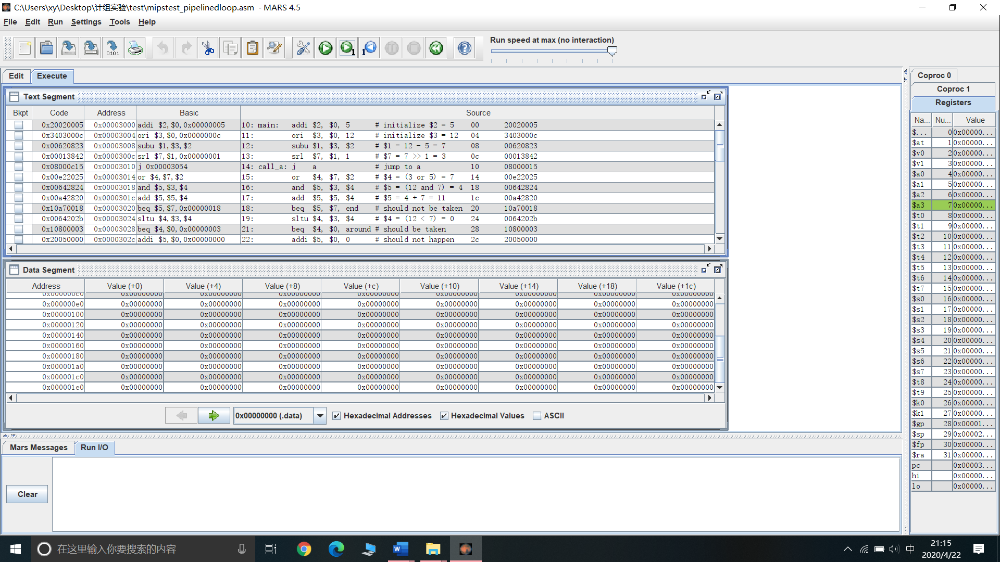 C:\Users\xy\Desktop\计组实验\test\mipstest_pipelinedloop.asm - MARS 4.5
File Edit Run Settings Tools Help
Run speed at max (no interaction)
Edit Execute
Text Segment
Bkpt Code Address Basic Source
0x20020005 0x00003000 addi $2,$0,0x00000005 10: main: addi $2, $0, 5 # initialize $2 = 5 00 20020005
0x3403000c 0x00003004 ori $3,$0,0x0000000c 11: ori $3, $0, 12 # initialize $3 = 12 04 3403000c
0x00620823 0x00003008 subu $1,$3,$2 12: subu $1, $3, $2 # $1 = 12 - 5 = 7 08 00620823
0x00013842 0x0000300c srl $7,$1,0x00000001 13: srl $7, $1, 1 # $7 = 7 >> 1 = 3 0c 00013842
0x08000c15 0x00003010 j 0x00003054 14: call_a: j a # jump to a 10 08000015
0x00e22025 0x00003014 or $4,$7,$2 15: or $4, $7, $2 # $4 = (3 or 5) = 7 14 00e22025
0x00642824 0x00003018 and $5,$3,$4 16: and $5, $3, $4 # $5 = (12 and 7) = 4 18 00642824
0x00a42820 0x0000301c add $5,$5,$4 17: add $5, $5, $4 # $5 = 4 + 7 = 11 1c 00a42820
0x10a70018 0x00003020 beq $5,$7,0x00000018 18: beq $5, $7, end # should not be taken 20 10a70018
0x0064202b 0x00003024 sltu $4,$3,$4 19: sltu $4, $3, $4 # $4 = (12 < 7) = 0 24 0064202b
0x10800003 0x00003028 beq $4,$0,0x00000003 21: beq $4, $0, around # should be taken 28 10800003
0x20050000 0x0000302c addi $5,$0,0x00000000 22: addi $5, $0, 0 # should not happen 2c 20050000
Data Segment
Address Value (+0) Value (+4) Value (+8) Value (+c) Value (+10) Value (+14) Value (+18) Value (+1c)
0x000000c0 0x00000000 0x00000000 0x00000000 0x00000000 0x00000000 0x00000000 0x00000000 0x00000000
0x000000e0 0x00000000 0x00000000 0x00000000 0x00000000 0x00000000 0x00000000 0x00000000 0x00000000
0x00000100 0x00000000 0x00000000 0x00000000 0x00000000 0x00000000 0x00000000 0x00000000 0x00000000
0x00000120 0x00000000 0x00000000 0x00000000 0x00000000 0x00000000 0x00000000 0x00000000 0x00000000
0x00000140 0x00000000 0x00000000 0x00000000 0x00000000 0x00000000 0x00000000 0x00000000 0x00000000
0x00000160 0x00000000 0x00000000 0x00000000 0x00000000 0x00000000 0x00000000 0x00000000 0x00000000
0x00000180 0x00000000 0x00000000 0x00000000 0x00000000 0x00000000 0x00000000 0x00000000 0x00000000
0x000001a0 0x00000000 0x00000000 0x00000000 0x00000000 0x00000000 0x00000000 0x00000000 0x00000000
0x000001c0 0x00000000 0x00000000 0x00000000 0x00000000 0x00000000 0x00000000 0x00000000 0x00000000
0x000001e0 0x00000000 0x00000000 0x00000000 0x00000000 0x00000000 0x00000000 0x00000000 0x00000000
0x00000000 (.data) Hexadecimal Addresses Hexadecimal Values ASCII
Mars Messages Run I/O
Clear
Coproc 0
Coproc 1
Registers
Na... Nu... Value
$... 0 0x00000...
$at 1 0x00000...
$v0 2 0x00000...
$v1 3 0x00000...
$a0 4 0x00000...
$a1 5 0x00000...
$a2 6 0x00000...
$a3 7 0x00000...
$t0 8 0x00000...
$t1 9 0x00000...
$t2 10 0x00000...
$t3 11 0x00000...
$t4 12 0x00000...
$t5 13 0x00000...
$t6 14 0x00000...
$t7 15 0x00000...
$s0 16 0x00000...
$s1 17 0x00000...
$s2 18 0x00000...
$s3 19 0x00000...
$s4 20 0x00000...
$s5 21 0x00000...
$s6 22 0x00000...
$s7 23 0x00000...
$t8 24 0x00000...
$t9 25 0x00000...
$k0 26 0x00000...
$k1 27 0x00000...
$gp 28 0x00001...
$sp 29 0x00002...
$fp 30 0x00000...
$ra 31 0x00000...
pc 0x00003...
hi 0x00000...
lo 0x00000...
在这里输入你要搜索的内容
中
21:15
2020/4/22